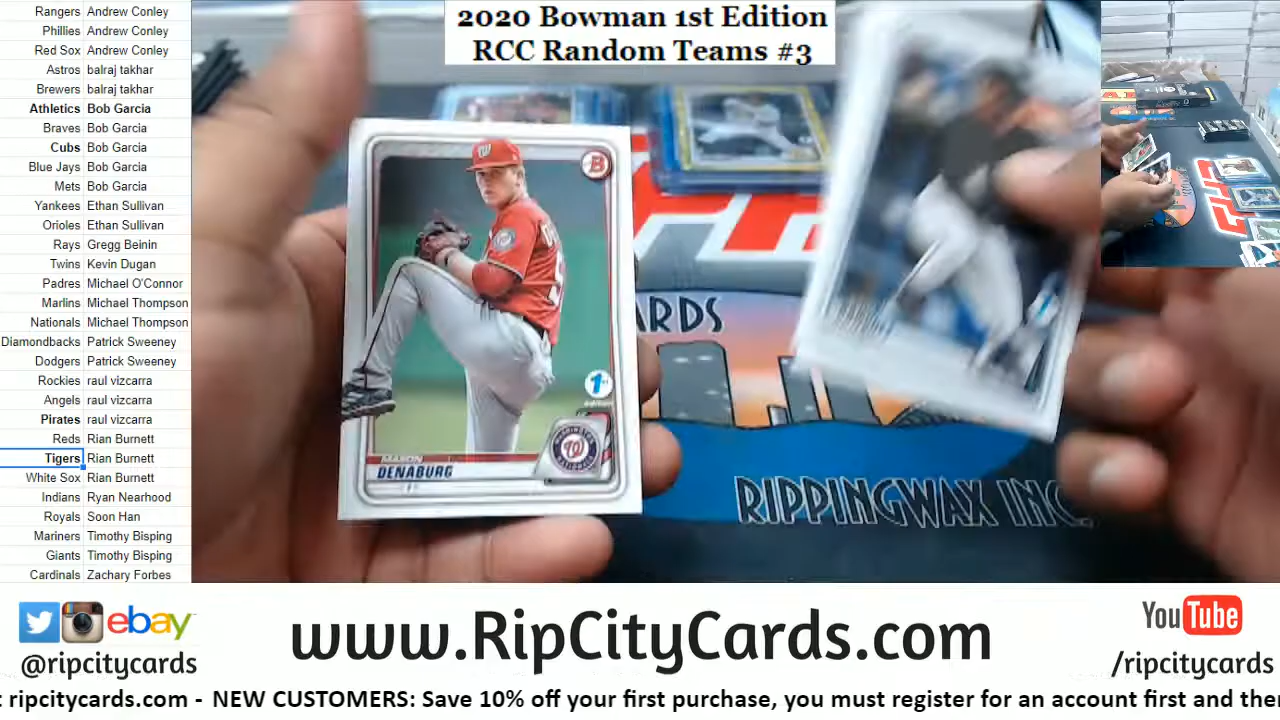 2020 Bowman 1st Edition
RCC Random Teams #3
Rangers Andrew Conley
Phillies Andrew Conley
Red Sox Andrew Conley
Astros balraj takhar
Brewers balraj takhar
Athletics Bob Garcia
Braves Bob Garcia
Cubs Bob Garcia
Blue Jays Bob Garcia
Mets Bob Garcia
Yankees Ethan Sullivan
Orioles Ethan Sullivan
Rays Gregg Beinin
Twins Kevin Dugan
Padres Michael O'Connor
Marlins Michael Thompson
Nationals Michael Thompson
Diamondbacks Patrick Sweeney
Dodgers Patrick Sweeney
Rockies raul vizcarra
Angels raul vizcarra
Pirates raul vizcarra
Reds Rian Burnett
Tigers Rian Burnett
White Sox Rian Burnett
Indians Ryan Nearhood
Royals Soon Han
Mariners Timothy Bisping
Giants Timothy Bisping
Cardinals Zachary Forbes
W
B
1st
edition
MASON
DENABURG
WASHINGTON
W
NATIONALS
ARDS
RIPPINGWAX INC.
ebay
@ripcitycards
www.RipCityCards.com
YouTube
/ripcitycards
ripcitycards.com - NEW CUSTOMERS: Save 10% off your first purchase, you must register for an account first and